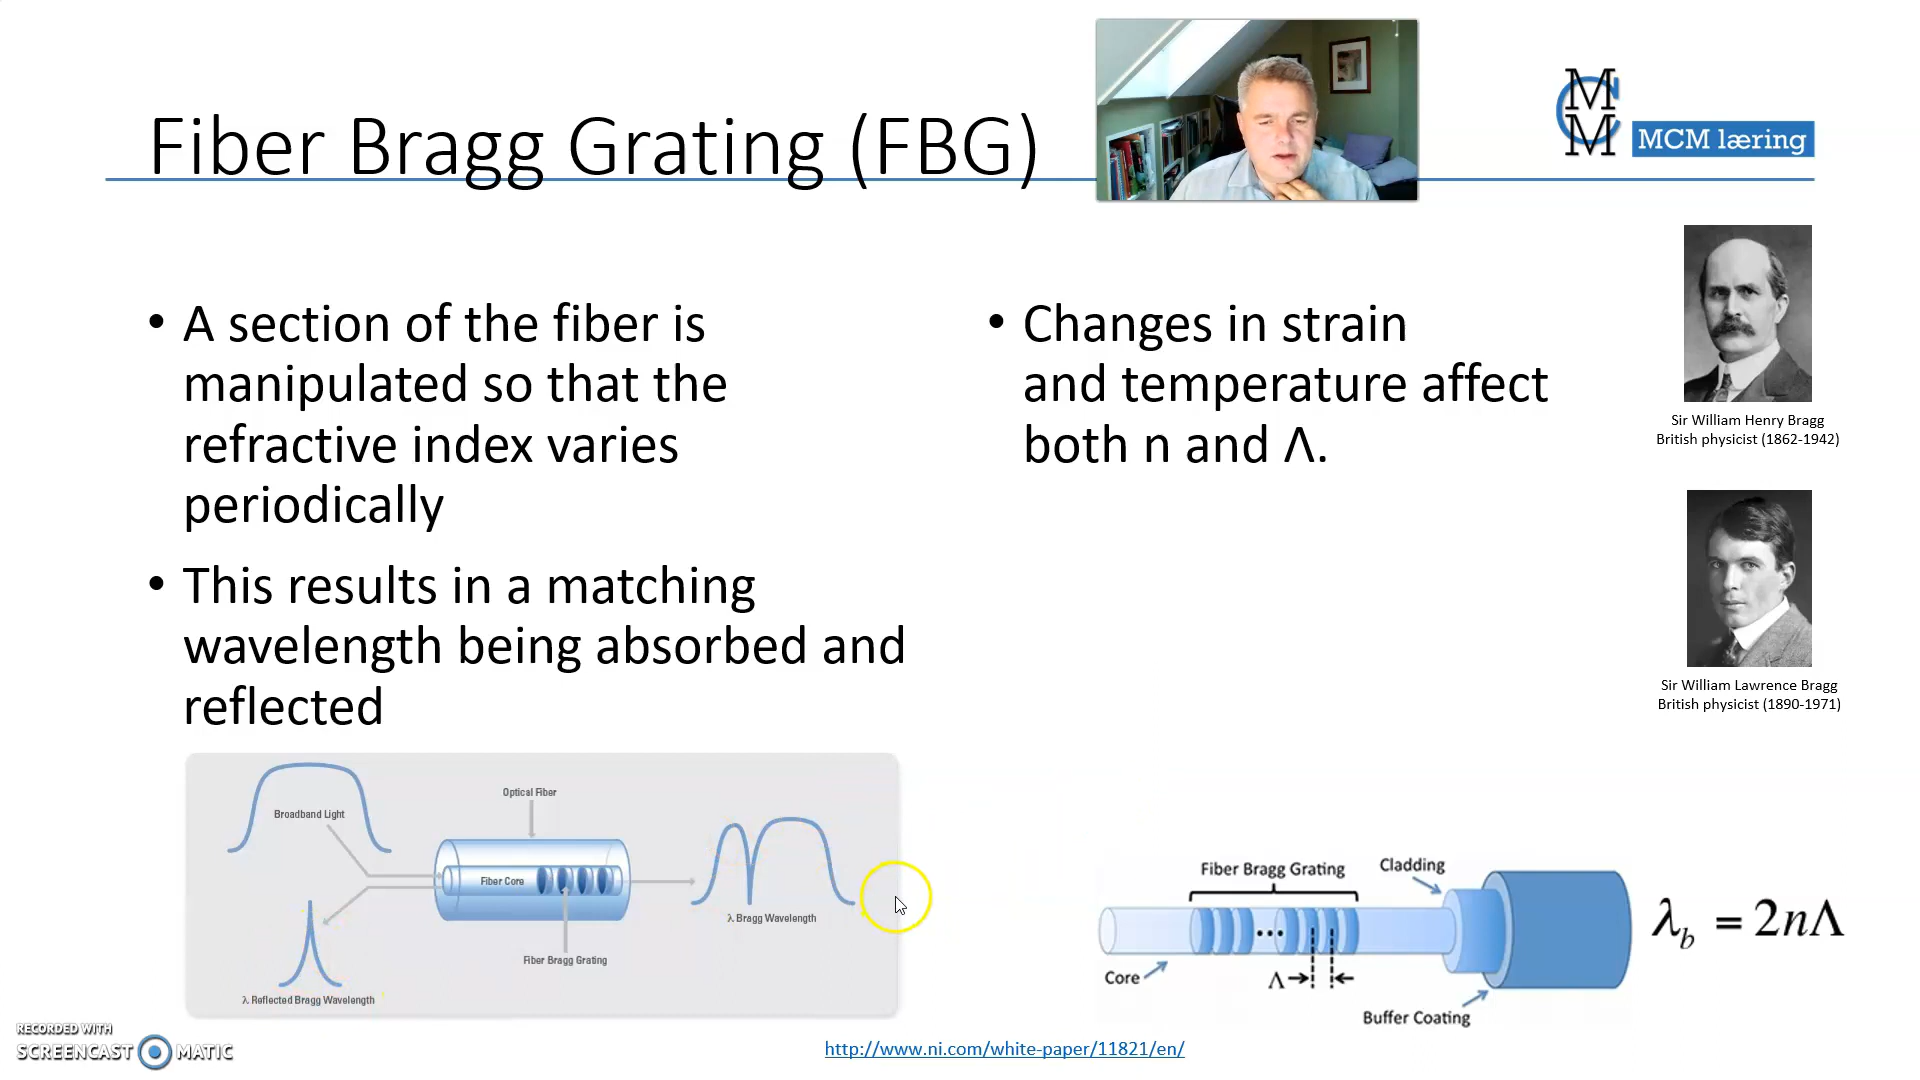 Fiber Bragg Grating (FBG)
MCM
MCM læring
• A section of the fiber is
manipulated so that the
refractive index varies
periodically
• This results in a matching
wavelength being absorbed and
reflected
• Changes in strain
and temperature affect
both n and Λ.
Sir William Henry Bragg
British physicist (1862-1942)
Sir William Lawrence Bragg
British physicist (1890-1971)
Broadband Light
Optical Fiber
Fiber Core
λ Bragg Wavelength
Fiber Bragg Grating
λ Reflected Bragg Wavelength
Fiber Bragg Grating
Cladding
Core
Λ
Buffer Coating
λb = 2nΛ
http://www.ni.com/white-paper/11821/en/
RECORDED WITH
SCREENCAST MATIC